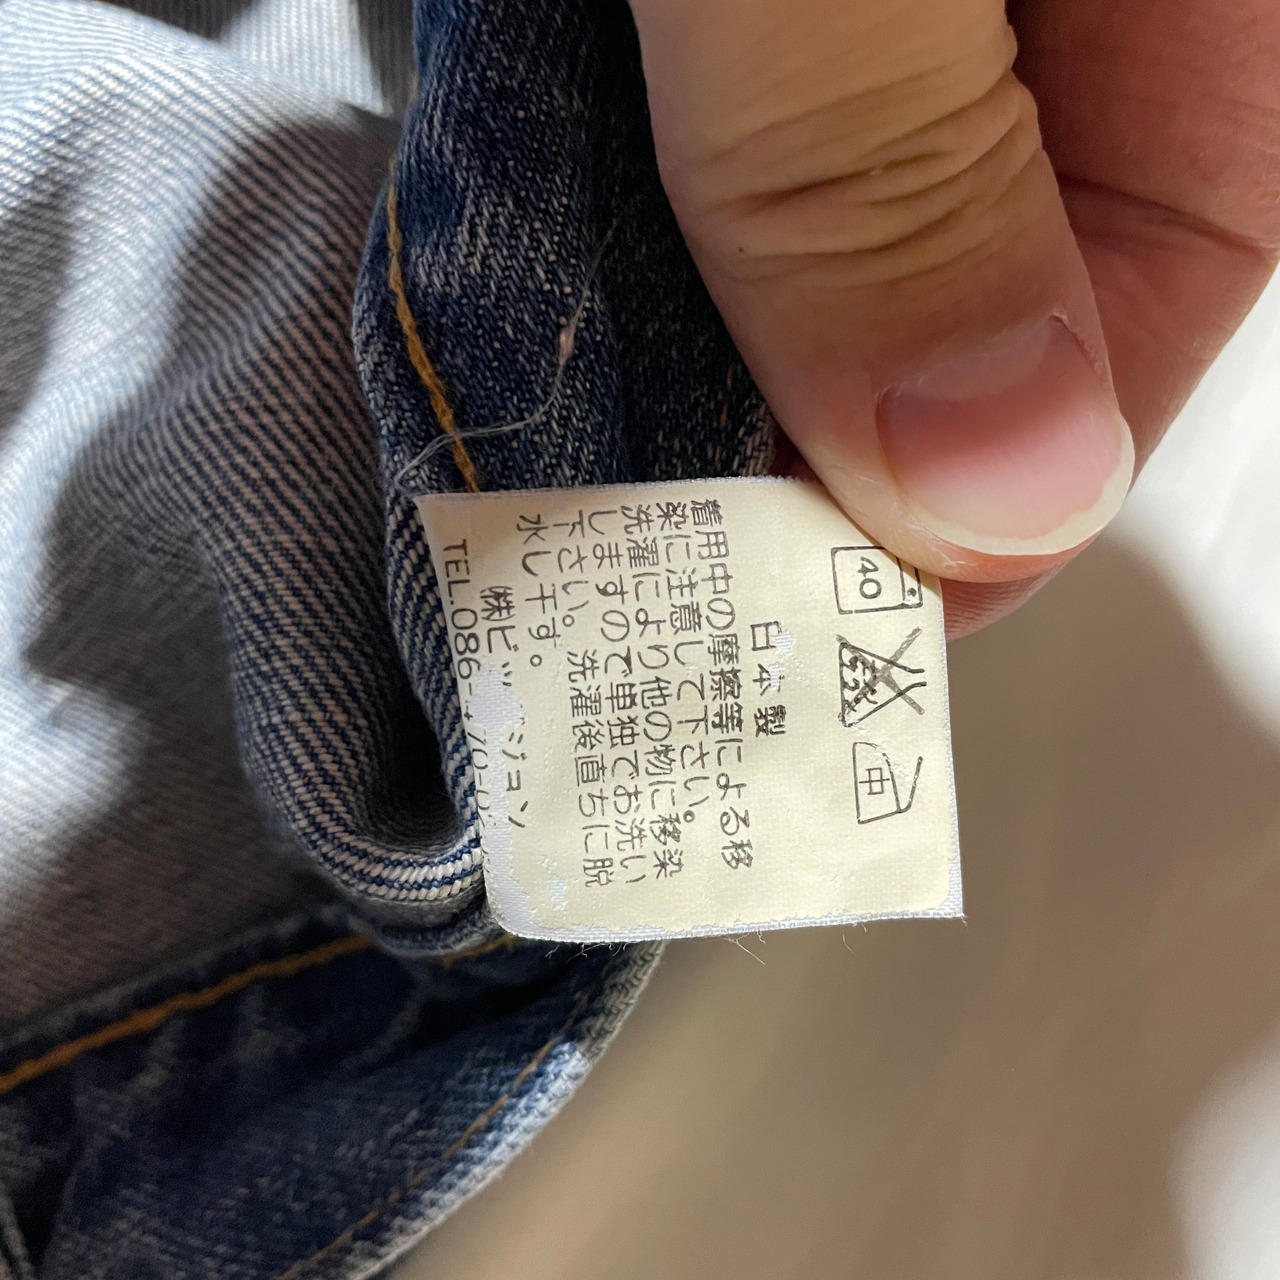 40
中
日本製
着用中の摩擦等による移
染に注意して下さい。
洗濯により他の物に移染
しますので単独でお洗い
下さい。洗濯後直ちに脱
水し干す。
㈱ビッ ジョン
TEL.086-